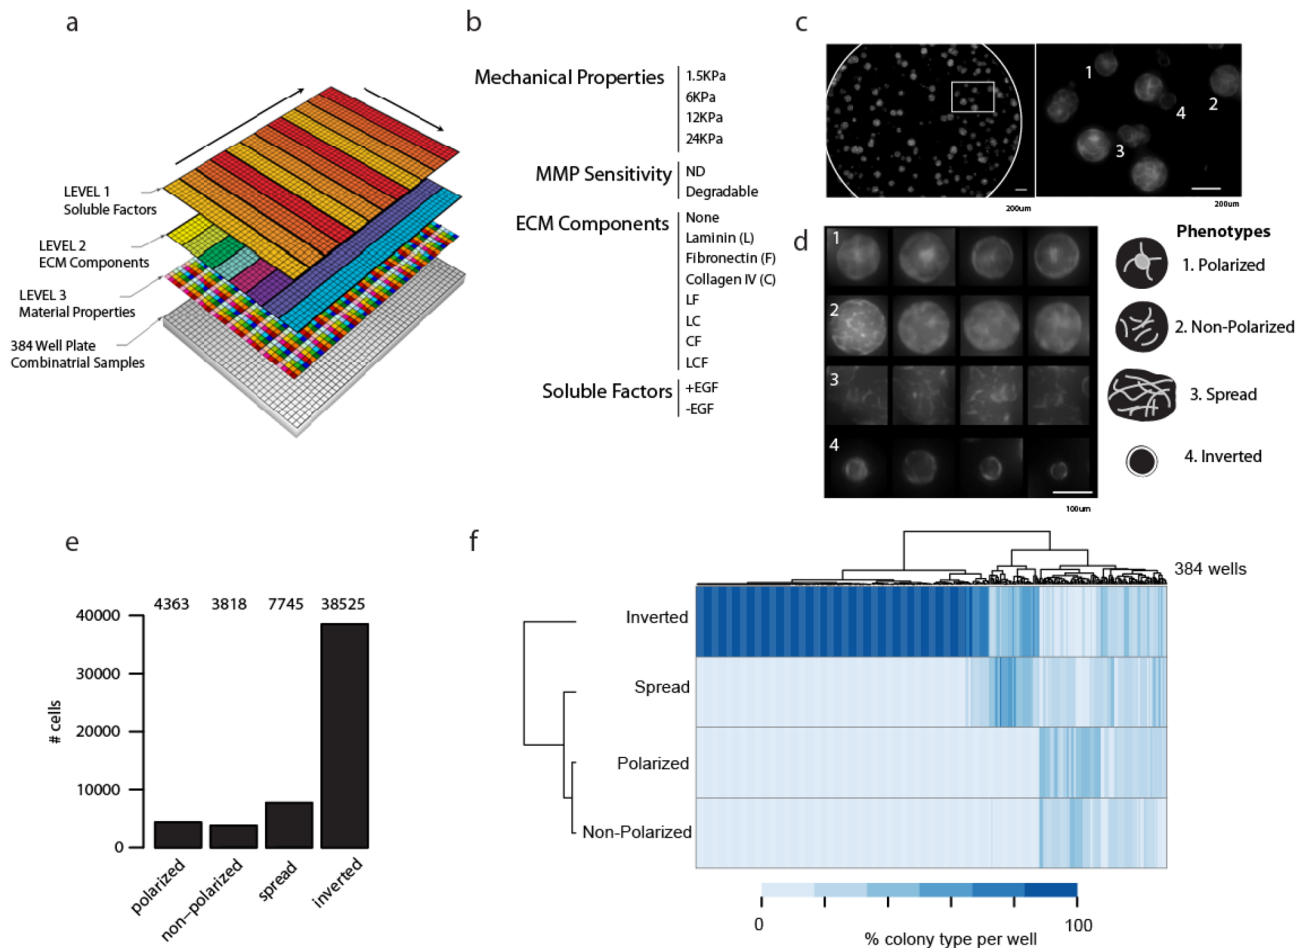 a
LEVEL 1
Soluble Factors
LEVEL 2
ECM Components
LEVEL 3
Material Properties
384 Well Plate
Combinatrial Samples
b
Mechanical Properties
1.5KPa
6KPa
12KPa
24KPa
MMP Sensitivity
ND
Degradable
ECM Components
None
Laminin (L)
Fibronectin (F)
Collagen IV (C)
LF
LC
CF
LCF
Soluble Factors
+EGF
-EGF
c
1
2
3
4
200um
200um
d
1
2
3
4
100um
Phenotypes
1. Polarized
2. Non-Polarized
3. Spread
4. Inverted
e
4363 3818 7745 38525
# cells
40000
30000
20000
10000
0
polarized
non-polarized
spread
inverted
f
384 wells
Inverted
Spread
Polarized
Non-Polarized
0 100
% colony type per well